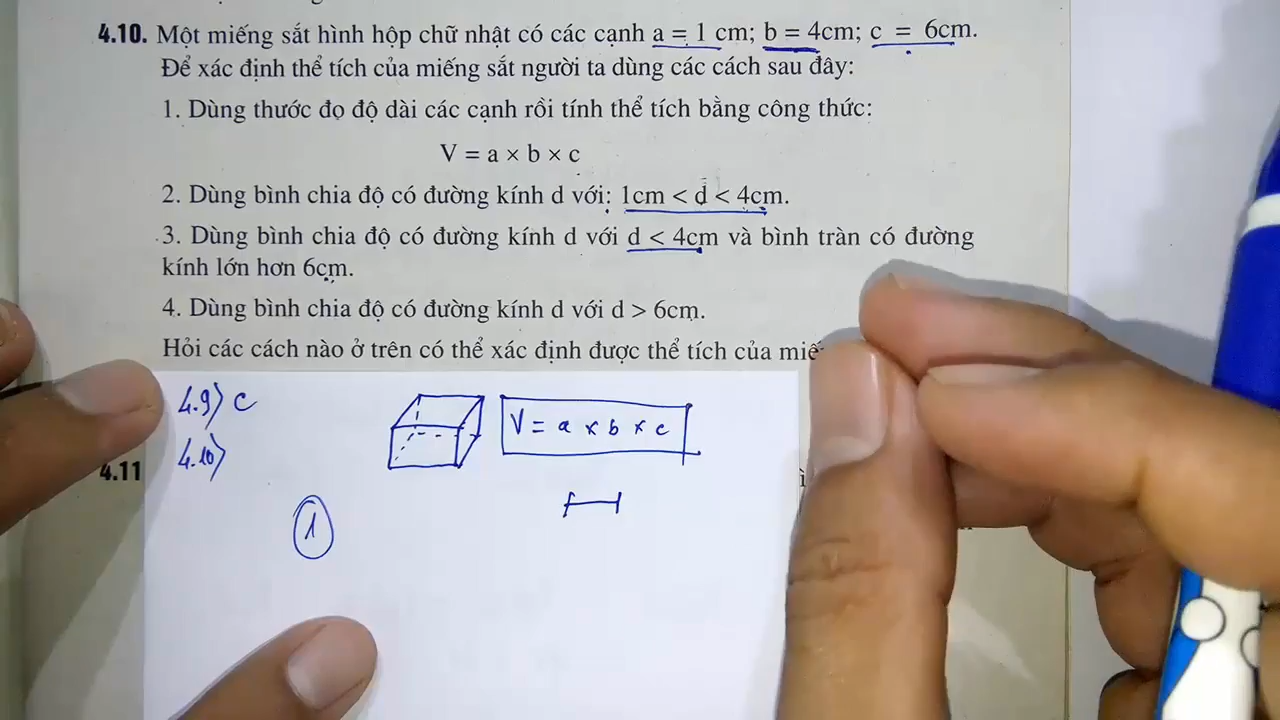 4.10. Một miếng sắt hình hộp chữ nhật có các cạnh a = 1 cm; b = 4cm; c = 6cm.
Để xác định thể tích của miếng sắt người ta dùng các cách sau đây:
1. Dùng thước đọ độ dài các cạnh rồi tính thể tích bằng công thức:
V = a × b × c
2. Dùng bình chia độ có đường kính d với: 1cm < d < 4cm.
3. Dùng bình chia độ có đường kính d với d < 4cm và bình tràn có đường
kính lớn hơn 6cm.
4. Dùng bình chia độ có đường kính d với d > 6cm.
Hỏi các cách nào ở trên có thể xác định được thể tích của
4.9) C
V = a × b × c
4.10)
4.11
1